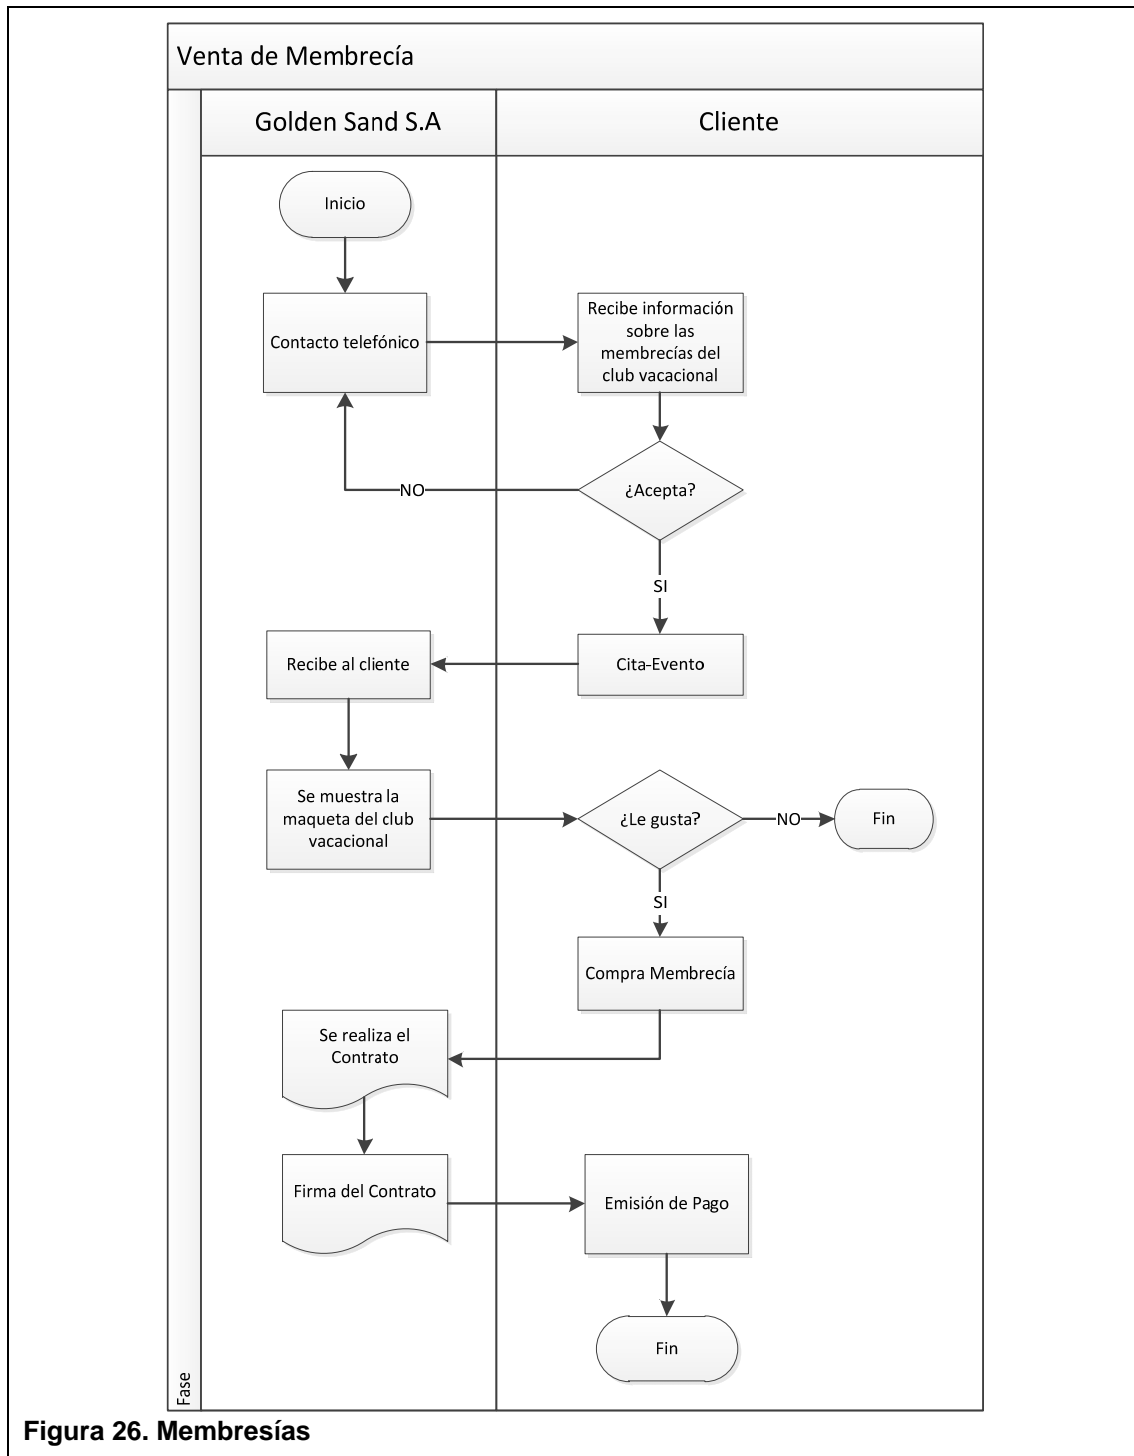 Venta de Membrecía
Golden Sand S.A
Cliente
Inicio
Contacto telefónico
Recibe información
sobre las
membrecías del
club vacacional
¿Acepta?
NO
SI
Recibe al cliente
Cita-Evento
Se muestra la
maqueta del club
vacacional
¿Le gusta?
NO
Fin
SI
Compra Membrecía
Se realiza el
Contrato
Firma del Contrato
Emisión de Pago
Fin
Fase
Figura 26. Membresías